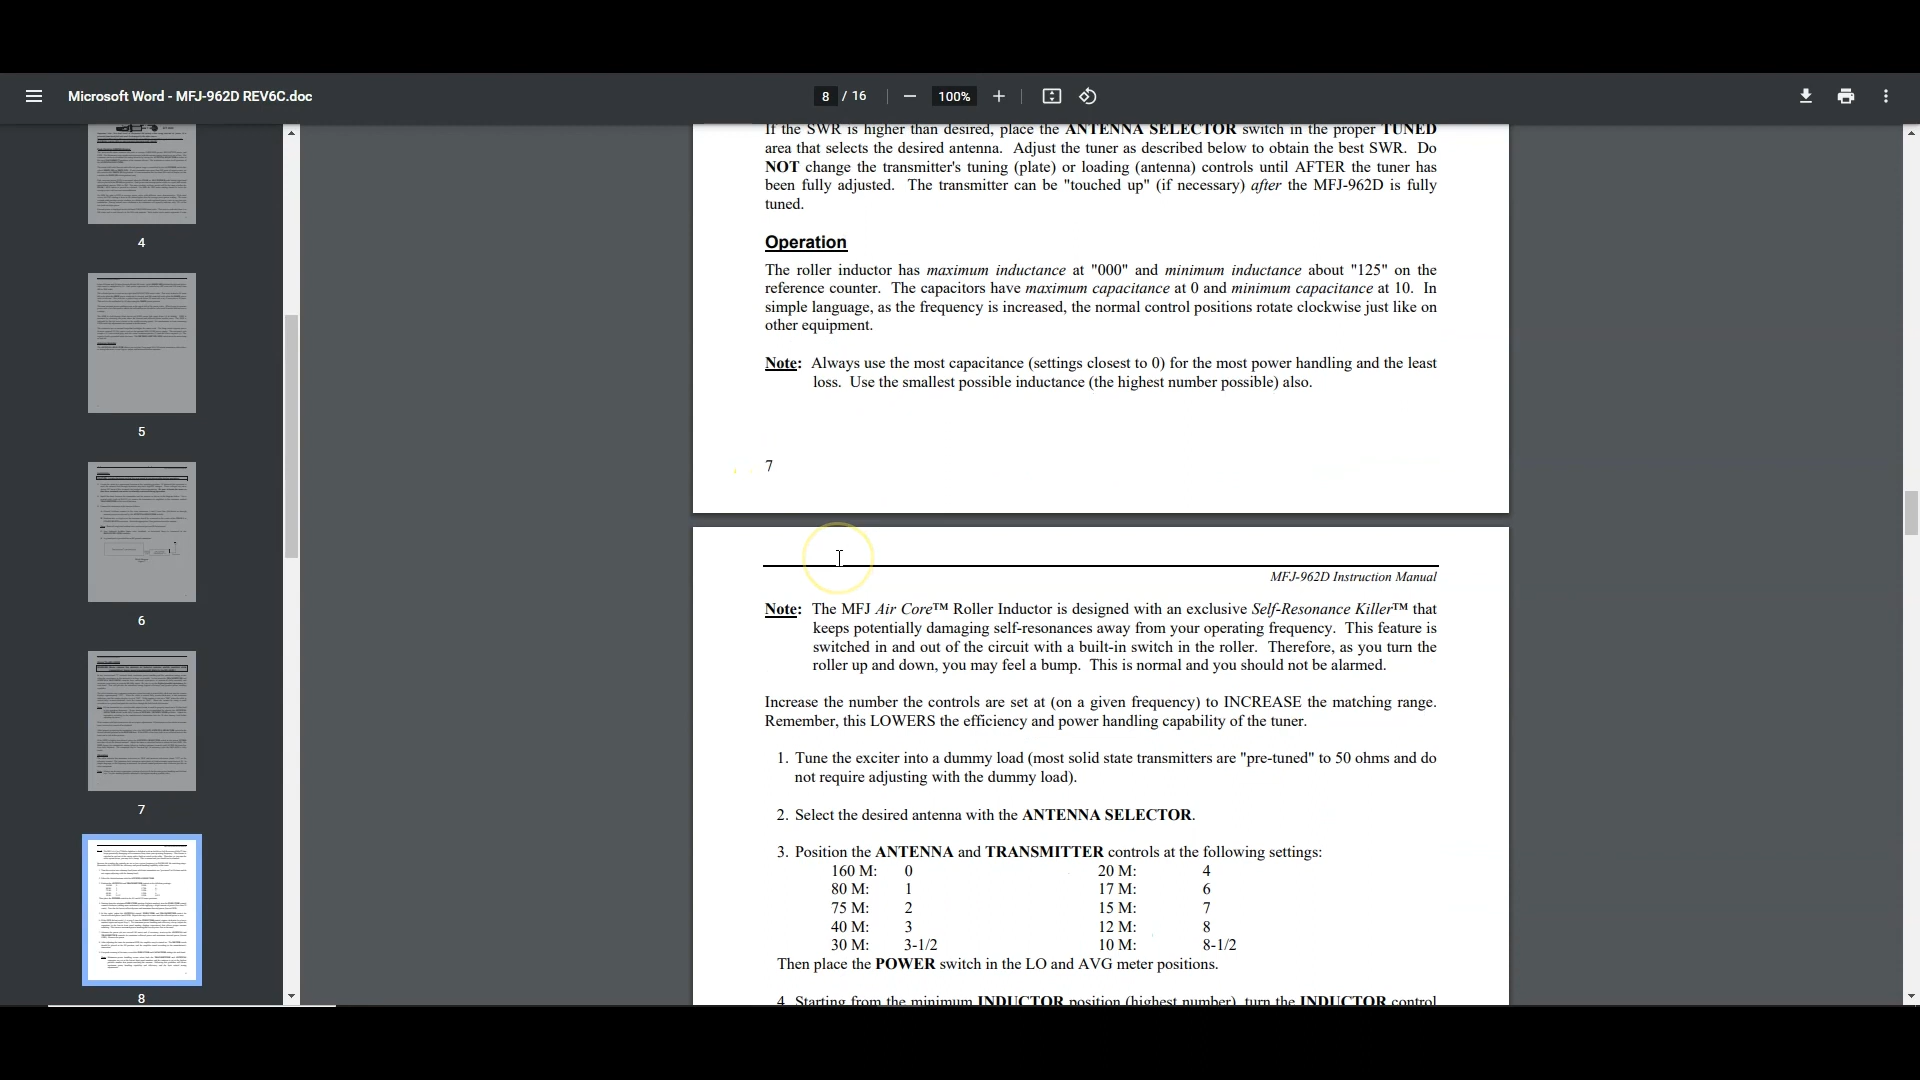 Microsoft Word - MFJ-962D REV6C.doc
8 / 16
100%
4
5
6
7
8
If the SWR is higher than desired, place the ANTENNA SELECTOR switch in the proper TUNED
area that selects the desired antenna. Adjust the tuner as described below to obtain the best SWR. Do
NOT change the transmitter's tuning (plate) or loading (antenna) controls until AFTER the tuner has
been fully adjusted. The transmitter can be "touched up" (if necessary) after the MFJ-962D is fully
tuned.
Operation
The roller inductor has maximum inductance at "000" and minimum inductance about "125" on the
reference counter. The capacitors have maximum capacitance at 0 and minimum capacitance at 10. In
simple language, as the frequency is increased, the normal control positions rotate clockwise just like on
other equipment.
Note: Always use the most capacitance (settings closest to 0) for the most power handling and the least
loss. Use the smallest possible inductance (the highest number possible) also.
7
MFJ-962D Instruction Manual
Note: The MFJ Air Core™ Roller Inductor is designed with an exclusive Self-Resonance Killer™ that
keeps potentially damaging self-resonances away from your operating frequency. This feature is
switched in and out of the circuit with a built-in switch in the roller. Therefore, as you turn the
roller up and down, you may feel a bump. This is normal and you should not be alarmed.
Increase the number the controls are set at (on a given frequency) to INCREASE the matching range.
Remember, this LOWERS the efficiency and power handling capability of the tuner.
1. Tune the exciter into a dummy load (most solid state transmitters are "pre-tuned" to 50 ohms and do
not require adjusting with the dummy load).
2. Select the desired antenna with the ANTENNA SELECTOR.
3. Position the ANTENNA and TRANSMITTER controls at the following settings:
160 M: 0 20 M: 4
80 M: 1 17 M: 6
75 M: 2 15 M: 7
40 M: 3 12 M: 8
30 M: 3-1/2 10 M: 8-1/2
Then place the POWER switch in the LO and AVG meter positions.
4. Starting from the minimum INDUCTOR position (highest number), turn the INDUCTOR control